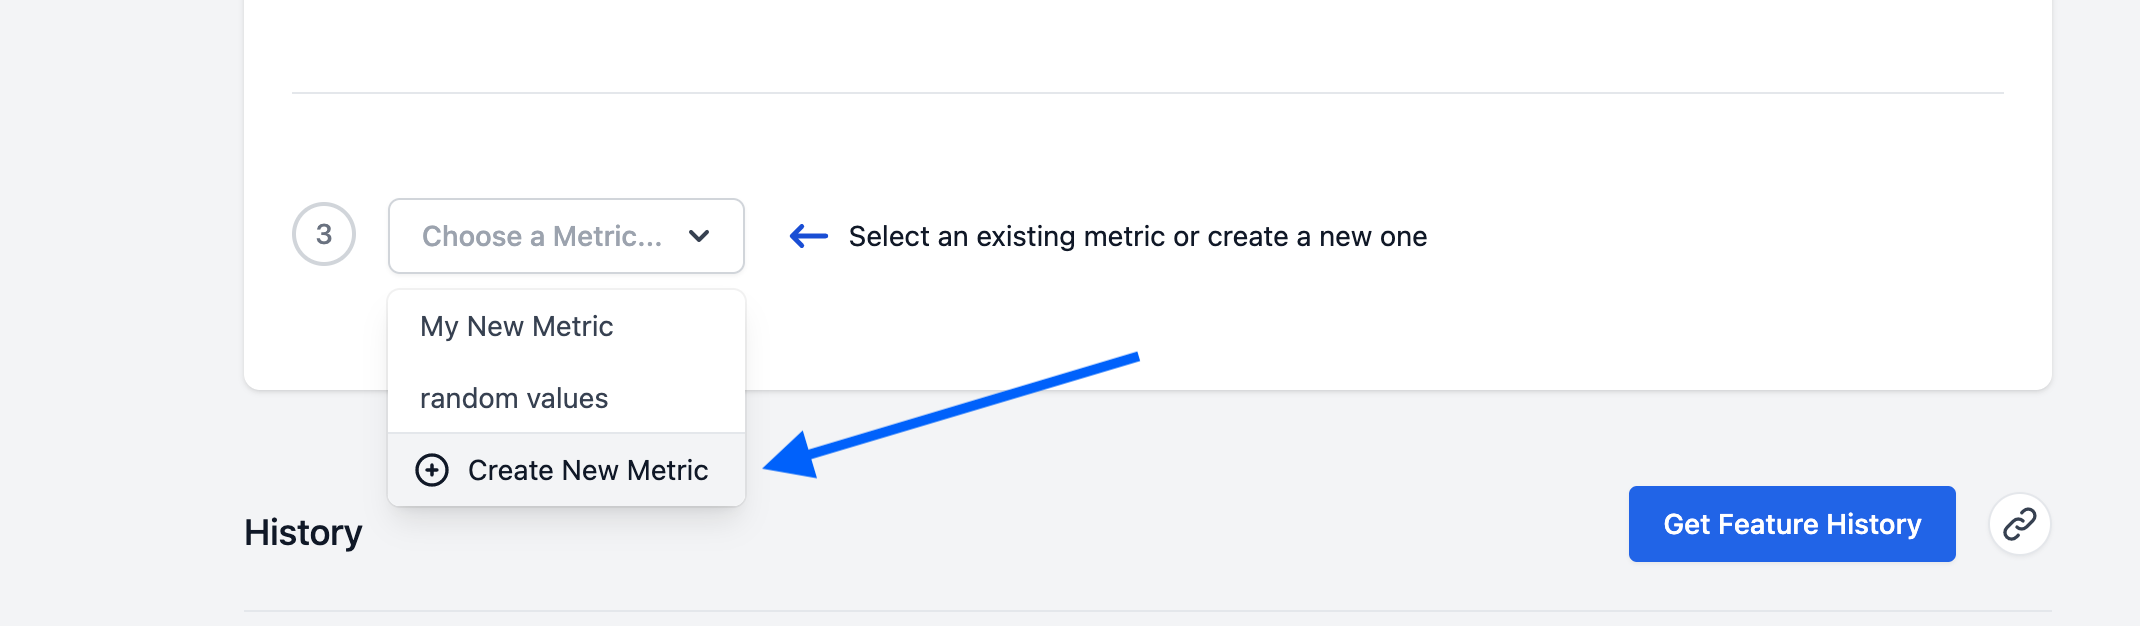 3
Choose a Metric...
Select an existing metric or create a new one
My New Metric
random values
Create New Metric
History
Get Feature History